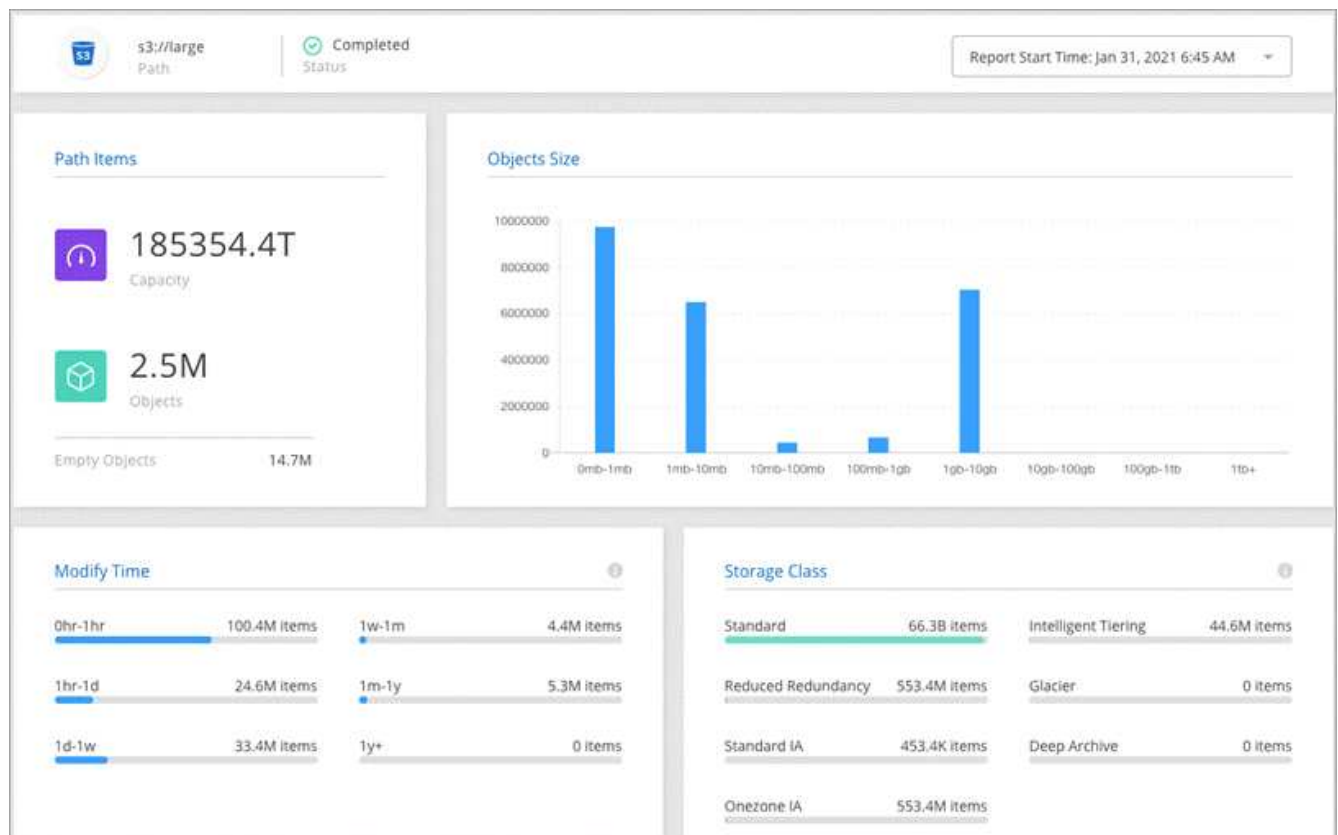 S3
s3://large
Path
Completed
Status
Report Start Time: Jan 31, 2021 6:45 AM
Path Items
185354.4T
Capacity
2.5M
Objects
Empty Objects 14.7M
Objects Size
10000000
8000000
6000000
4000000
2000000
0
0mb-1mb 1mb-10mb 10mb-100mb 100mb-1gb 1gb-10gb 10gb-100gb 100gb-1tb 1tb+
Modify Time
0hr-1hr 100.4M items 1w-1m 4.4M items
1hr-1d 24.6M items 1m-1y 5.3M items
1d-1w 33.4M items 1y+ 0 items
Storage Class
Standard 66.3B items Intelligent Tiering 44.6M items
Reduced Redundancy 553.4M items Glacier 0 items
Standard IA 453.4K items Deep Archive 0 items
Onezone IA 553.4M items